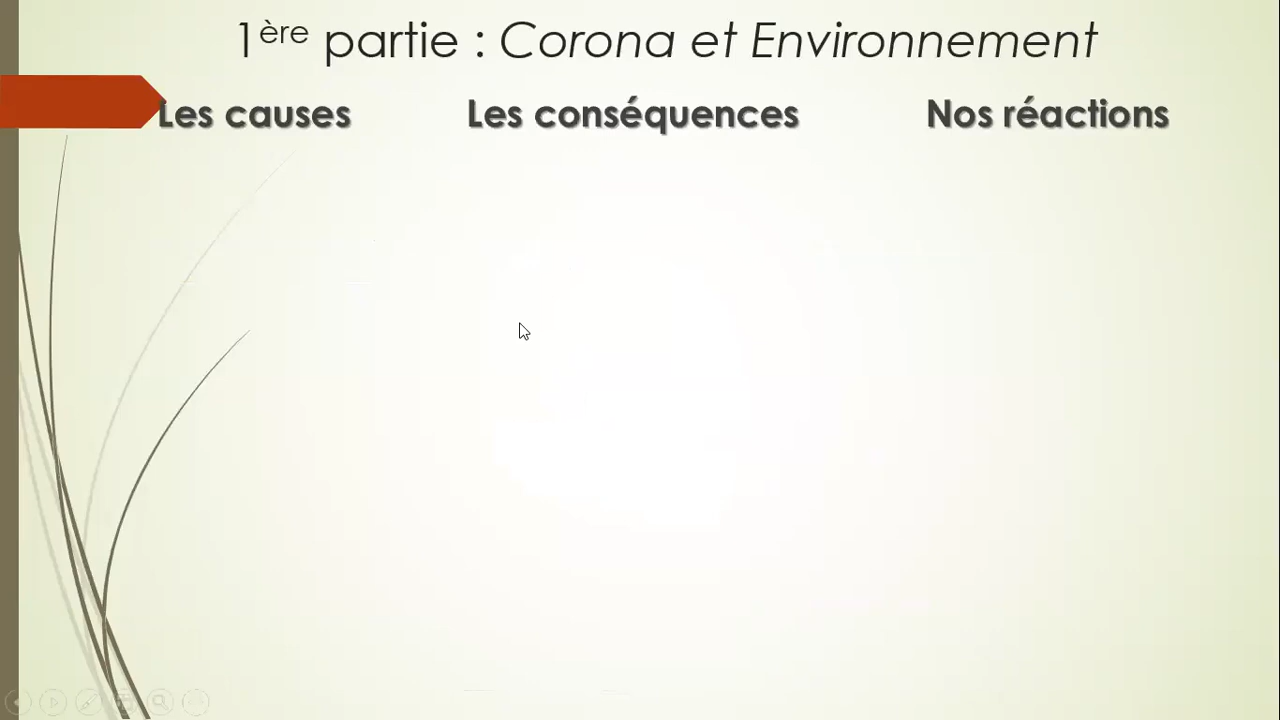 1ère partie : Corona et Environnement
Les causes Les conséquences Nos réactions